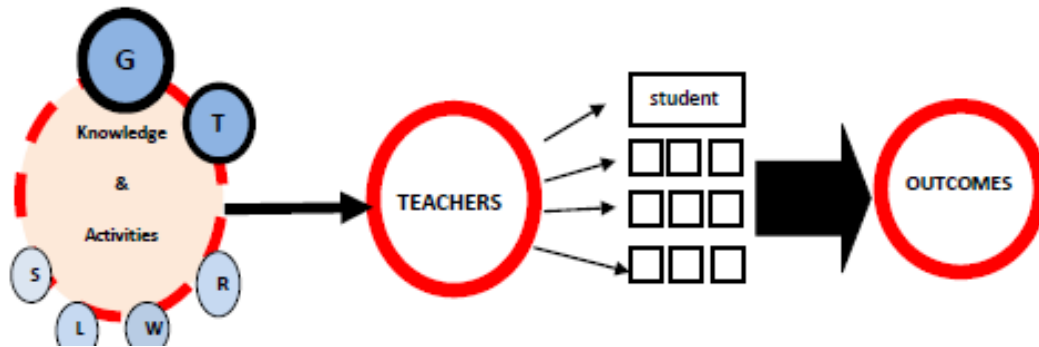 G
T
Knowledge
&
Activities
S
L
W
R
TEACHERS
student
OUTCOMES